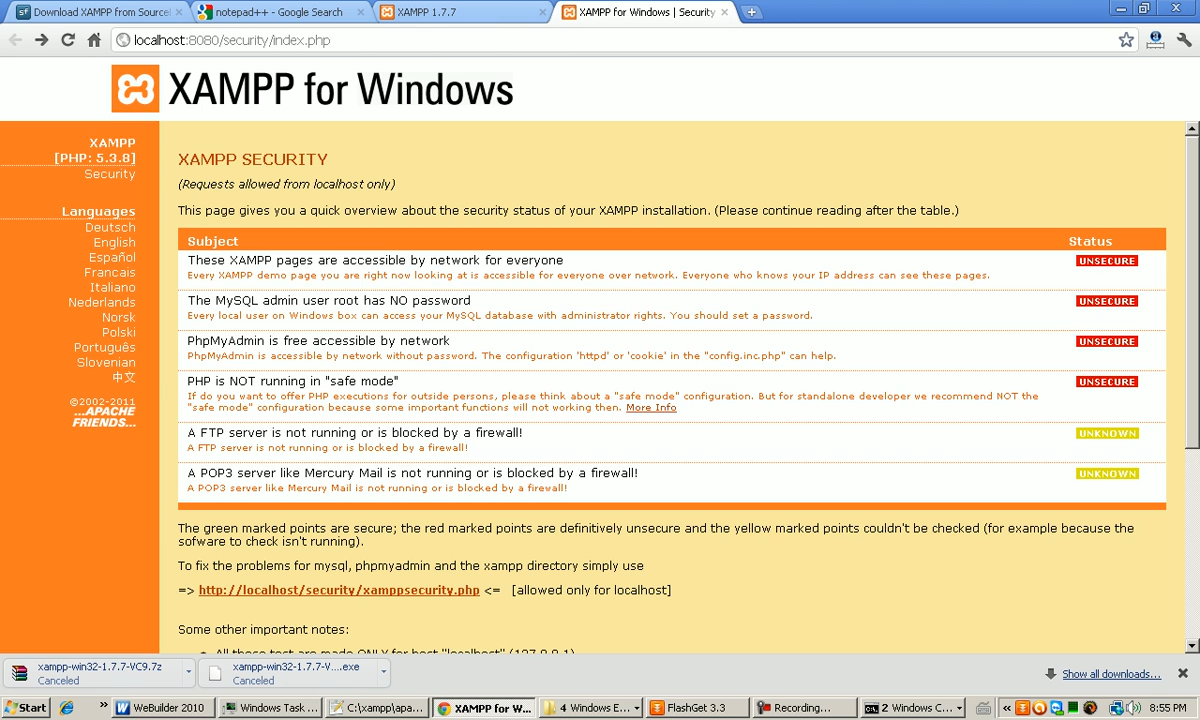 Download XAMPP from Source
notepad++ - Google Search
XAMPP 1.7.7
XAMPP for Windows | Security
localhost:8080/security/index.php
XAMPP for Windows
XAMPP
[PHP: 5.3.8]
Security
Languages
Deutsch
English
Español
Francais
Italiano
Nederlands
Norsk
Polski
Português
Slovenian
中文
©2002-2011
...APACHE
FRIENDS...
XAMPP SECURITY
(Requests allowed from localhost only)
This page gives you a quick overview about the security status of your XAMPP installation. (Please continue reading after the table.)
Subject Status
These XAMPP pages are accessible by network for everyone UNSECURE
Every XAMPP demo page you are right now looking at is accessible for everyone over network. Everyone who knows your IP address can see these pages.
The MySQL admin user root has NO password UNSECURE
Every local user on Windows box can access your MySQL database with administrator rights. You should set a password.
PhpMyAdmin is free accessible by network UNSECURE
PhpMyAdmin is accessible by network without password. The configuration 'httpd' or 'cookie' in the "config.inc.php" can help.
PHP is NOT running in "safe mode" UNSECURE
If do you want to offer PHP executions for outside persons, please think about a "safe mode" configuration. But for standalone developer we recommend NOT the
"safe mode" configuration because some important functions will not working then. More Info
A FTP server is not running or is blocked by a firewall! UNKNOWN
A FTP server is not running or is blocked by a firewall!
A POP3 server like Mercury Mail is not running or is blocked by a firewall! UNKNOWN
A POP3 server like Mercury Mail is not running or is blocked by a firewall!
The green marked points are secure; the red marked points are definitively unsecure and the yellow marked points couldn't be checked (for example because the
sofware to check isn't running).
To fix the problems for mysql, phpmyadmin and the xampp directory simply use
=> http://localhost/security/xamppsecurity.php <= [allowed only for localhost]
Some other important notes:
All these test are made ONLY for host "localhost" (127.0.0.1)
xampp-win32-1.7.7-VC9.7z
Canceled
xampp-win32-1.7.7-V....exe
Canceled
Show all downloads...
Start
WeBuilder 2010
Windows Task ...
C:\xampp\apa...
XAMPP for W...
4 Windows E...
FlashGet 3.3
Recording...
2 Windows C...
8:55 PM